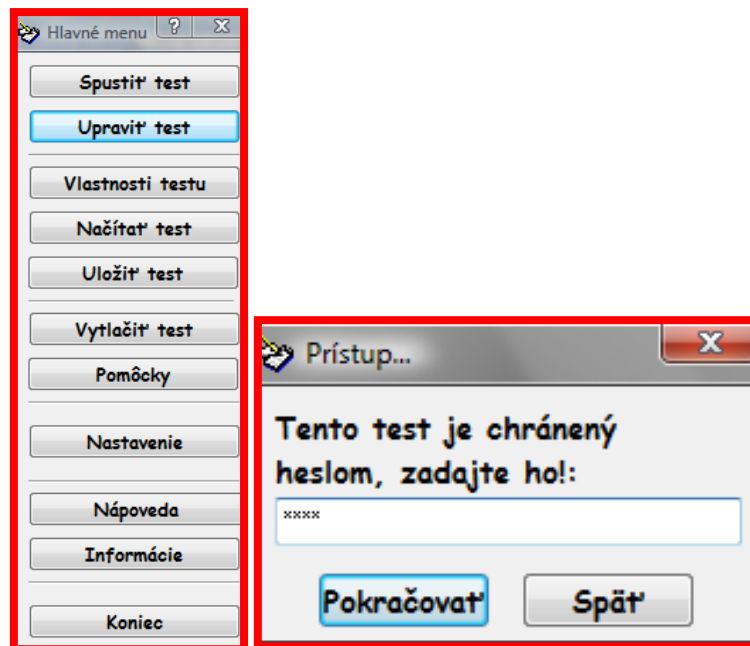 Hlavné menu
Spustiť test
Upraviť test
Vlastnosti testu
Načítať test
Uložiť test
Vytlačiť test
Pomôcky
Nastavenie
Nápoveda
Informácie
Koniec
Prístup...
Tento test je chránený
heslom, zadajte ho!:
××××
Pokračovať Späť